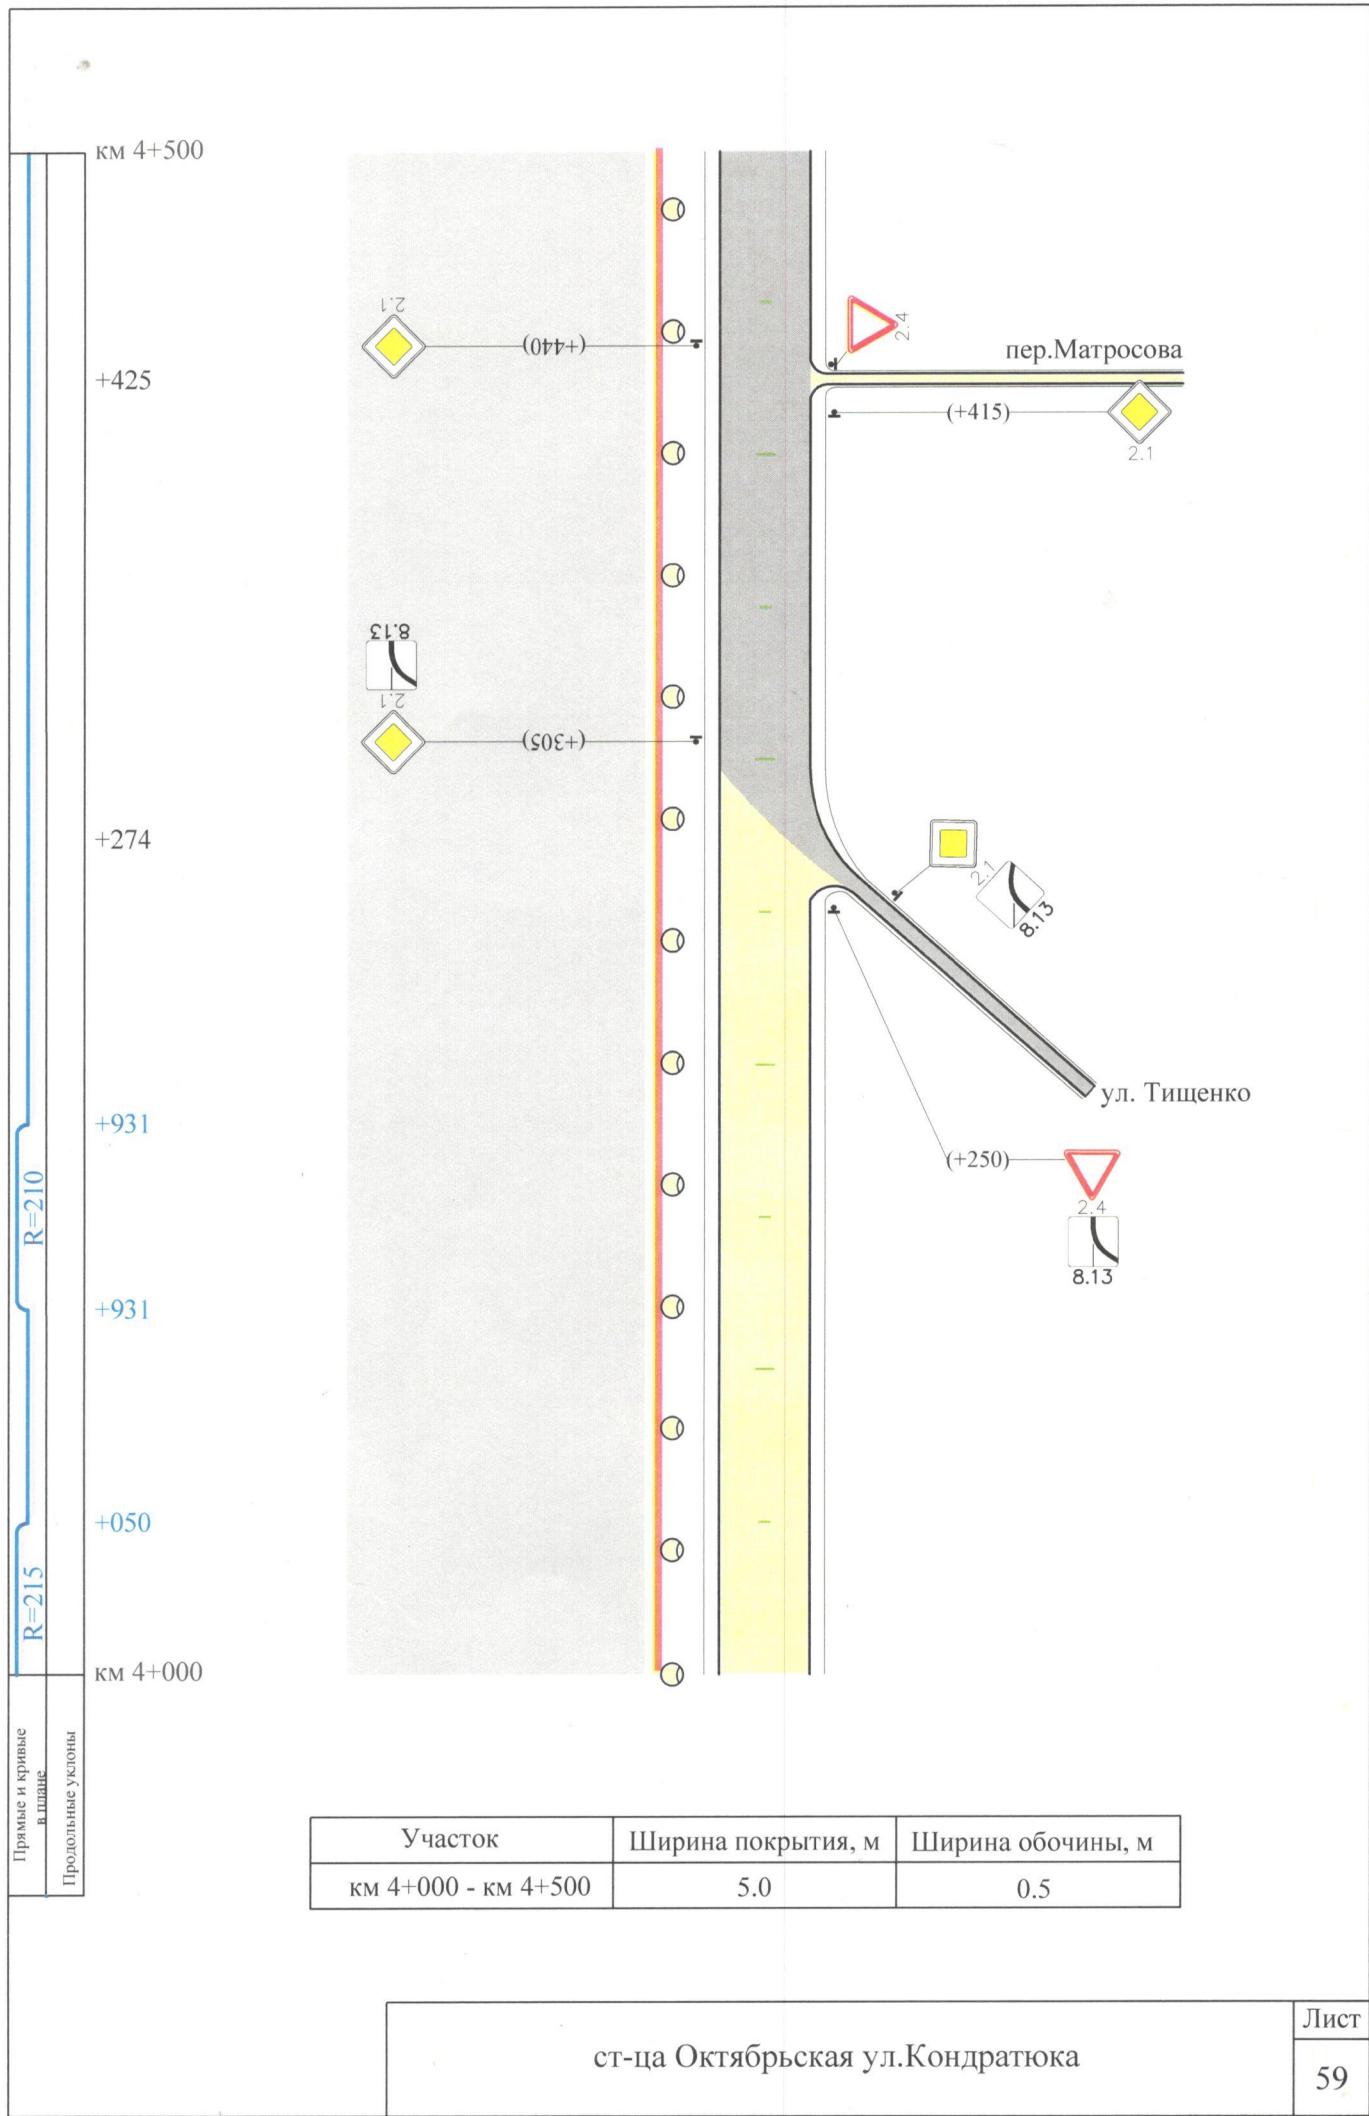 км 4+500
2.1
(+440)
2.4
пер.Матросова
+425
(+415)
2.1
8.13
2.1
(+305)
+274
2.1
8.13
ул. Тищенко
+931
R=210
(+250)
2.4
8.13
+931
+050
R=215
км 4+000
Прямые и кривые
в плане
Продольные уклоны
Участок
Ширина покрытия, м
Ширина обочины, м
км 4+000 - км 4+500
5.0
0.5
Лист
ст-ца Октябрьская ул.Кондратюка
59